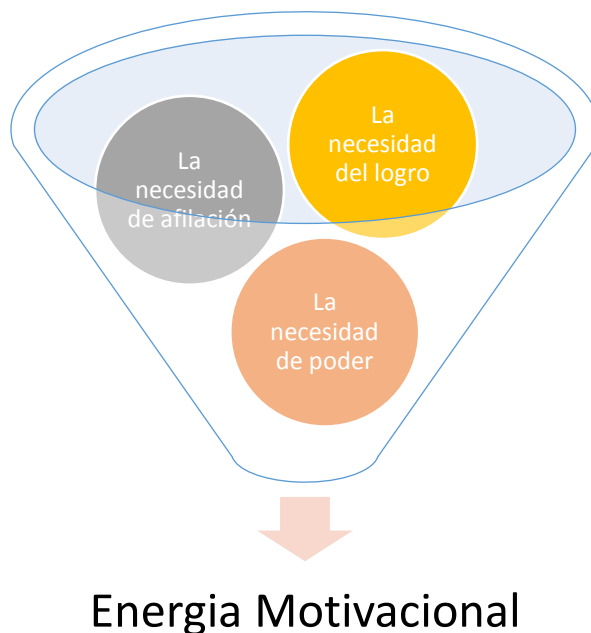 La
necesidad
del logro
La
necesidad
de afilación
La
necesidad
de poder
Energia Motivacional